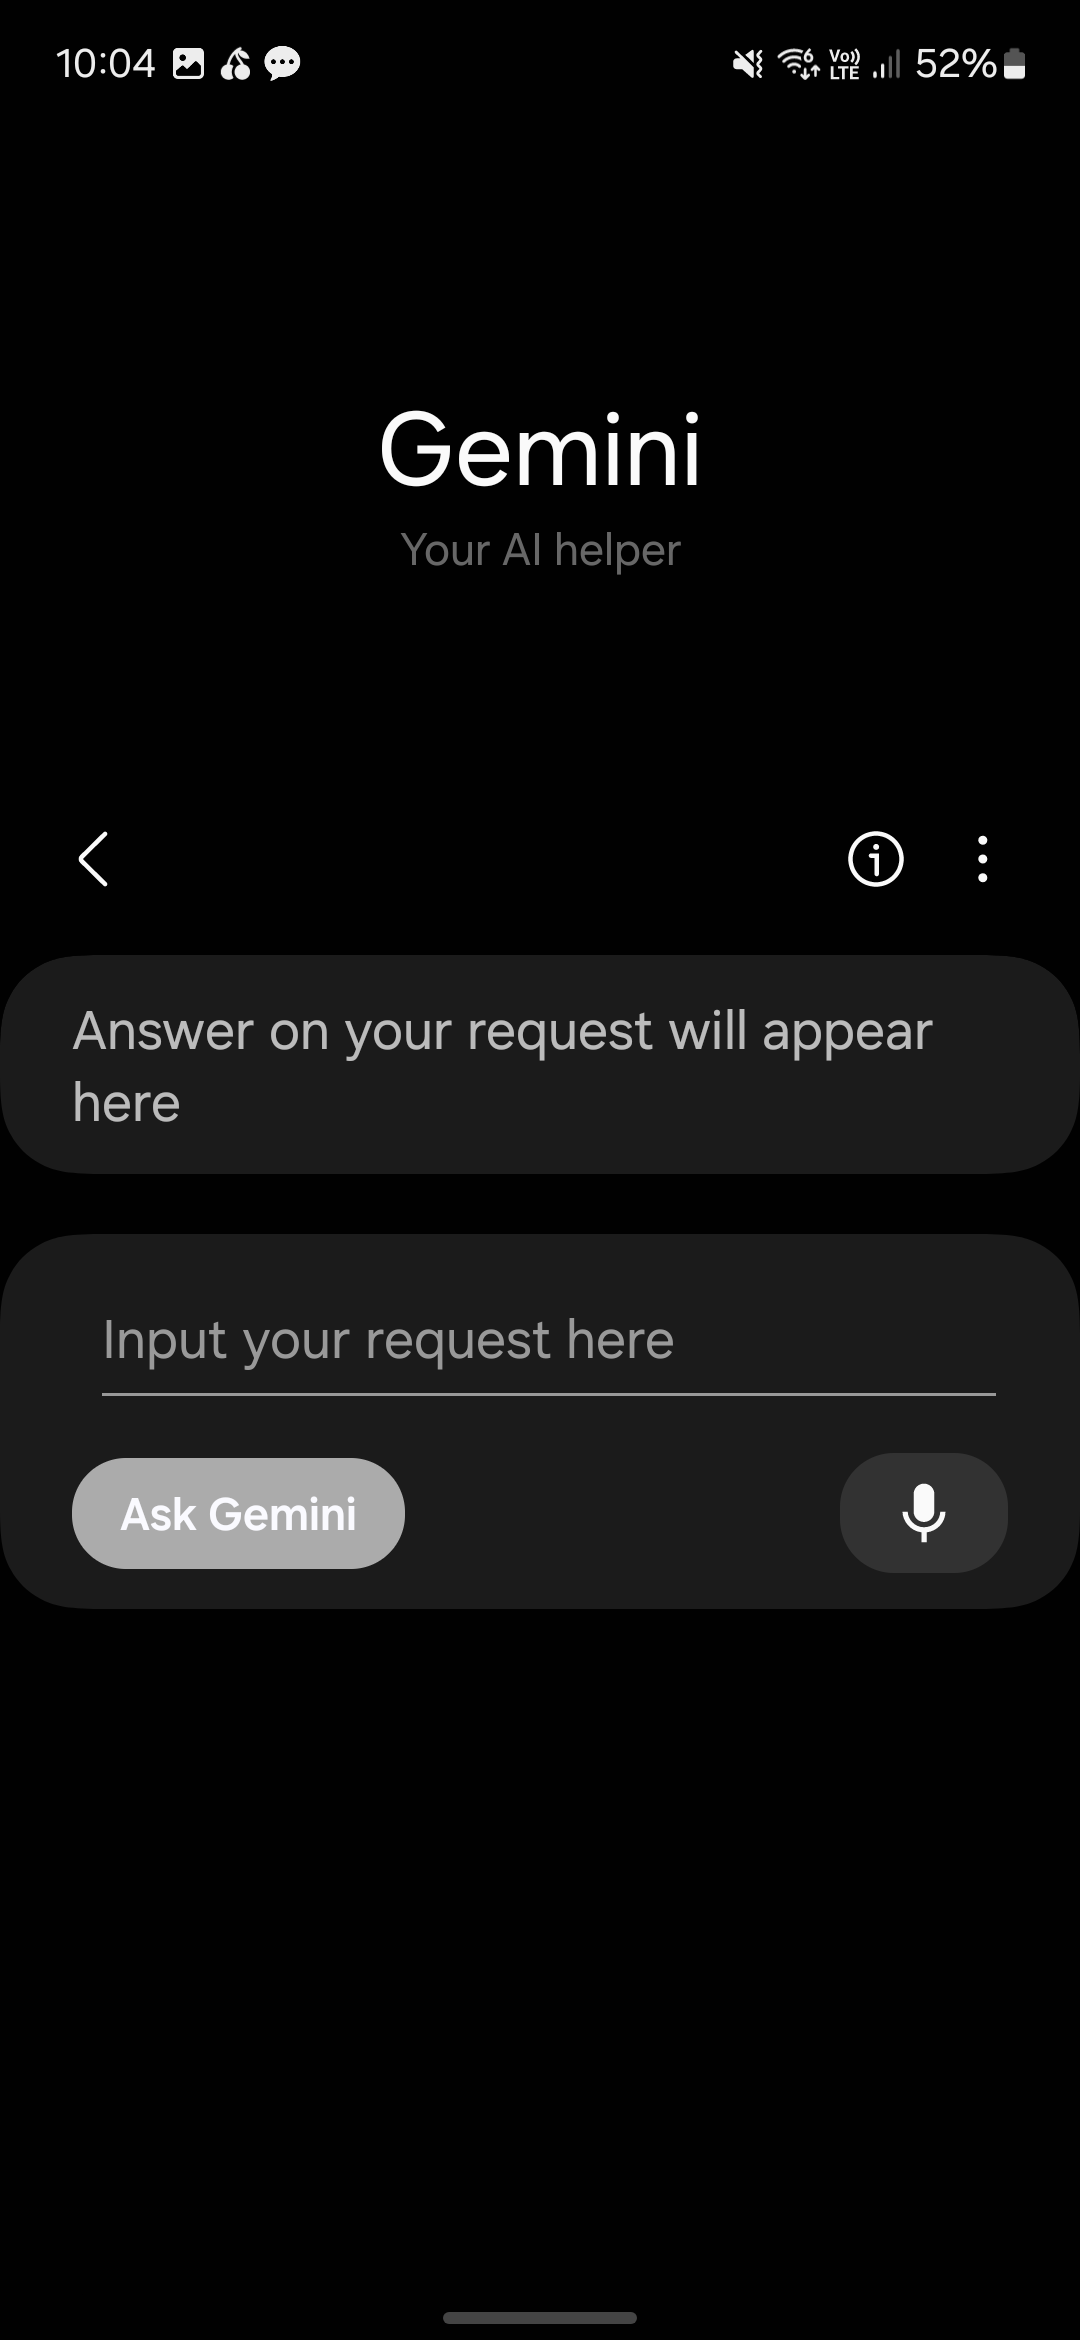 10:04
Vo)) LTE 52%
Gemini
Your AI helper
Answer on your request will appear
here
Input your request here
Ask Gemini